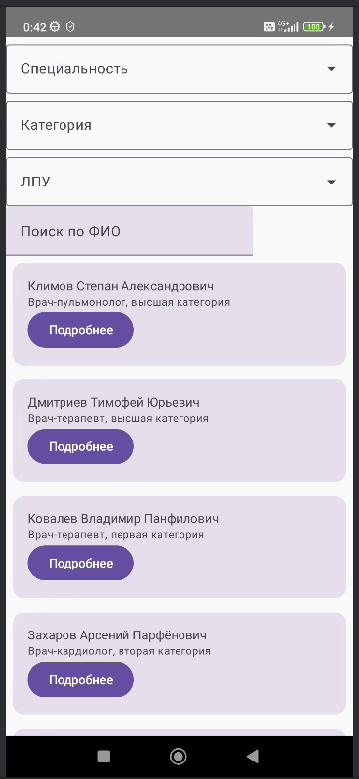 0:42 4G+ 100
Специальность
Категория
ЛПУ
Поиск по ФИО
Климов Степан Александрович
Врач-пульмонолог, высшая категория
Подробнее
Дмитриев Тимофей Юрьевич
Врач-терапевт, высшая категория
Подробнее
Ковалев Владимир Панфилович
Врач-терапевт, первая категория
Подробнее
Захаров Арсений Парфёнович
Врач-кардиолог, вторая категория
Подробнее